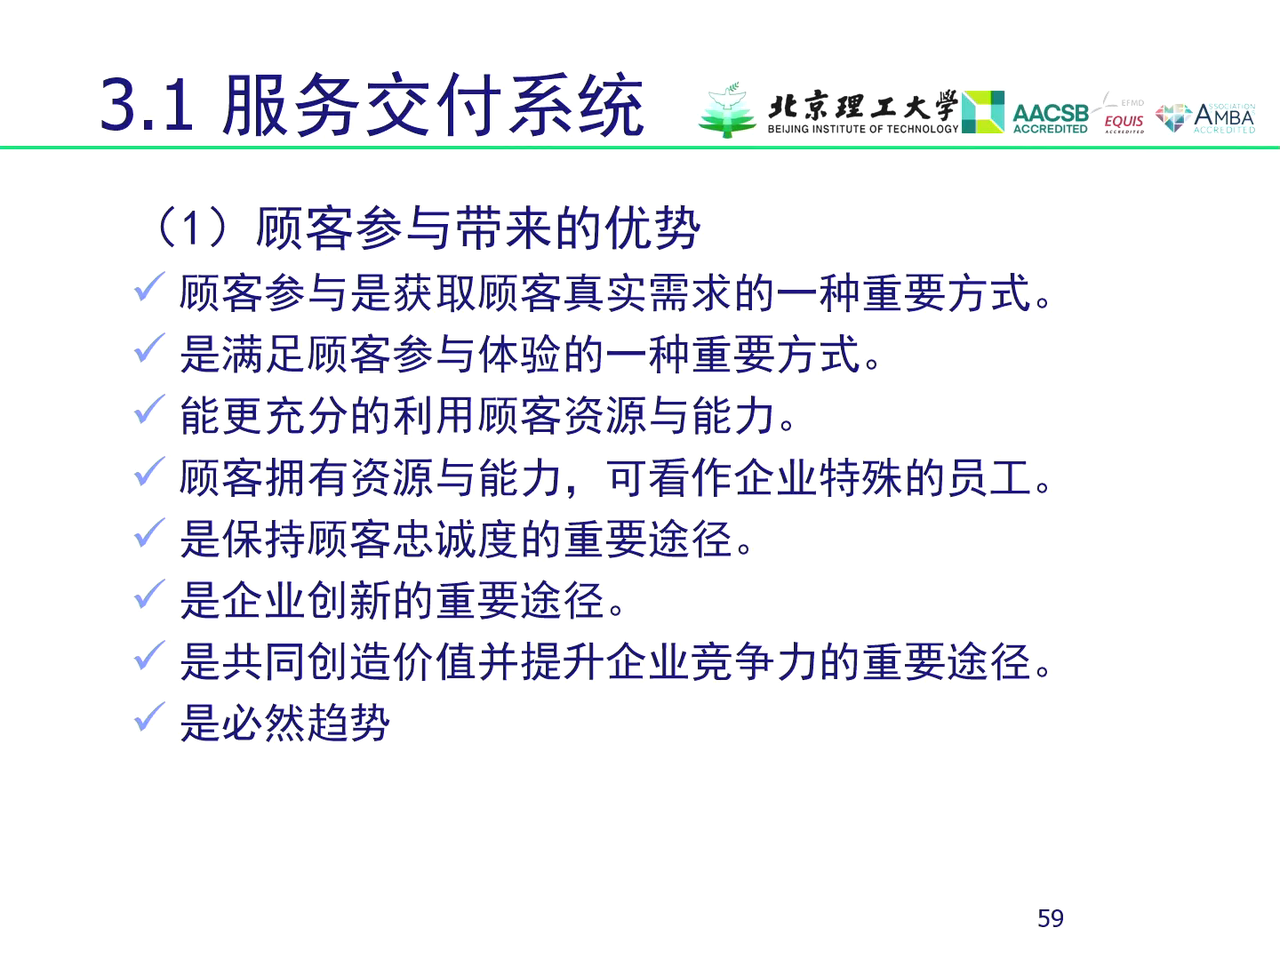 3.1 服务交付系统
北京理工大学
BEIJING INSTITUTE OF TECHNOLOGY
AACSB
ACCREDITED
EFMD
EQUIS
ACCREDITED
ASSOCIATION
AMBA
ACCREDITED
（1）顾客参与带来的优势
顾客参与是获取顾客真实需求的一种重要方式。
是满足顾客参与体验的一种重要方式。
能更充分的利用顾客资源与能力。
顾客拥有资源与能力，可看作企业特殊的员工。
是保持顾客忠诚度的重要途径。
是企业创新的重要途径。
是共同创造价值并提升企业竞争力的重要途径。
是必然趋势
59